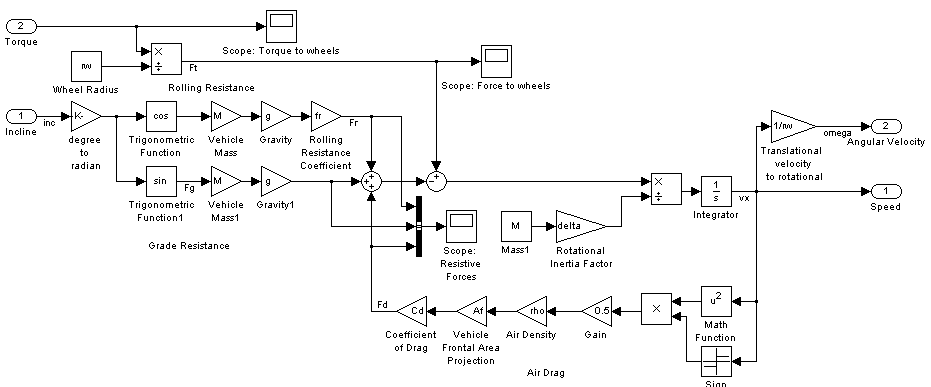 2
Torque
rw
Wheel Radius
×
÷
Ft
Scope: Torque to wheels
Scope: Force to wheels
Rolling Resistance
1
Incline
inc
K-
degree
to
radian
cos
Trigonometric
Function
M
Vehicle
Mass
g
Gravity
fr
Rolling
Resistance
Coefficient
Fr
sin
Trigonometric
Function1
Fg
M
Vehicle
Mass1
g
Gravity1
Grade Resistance
Scope:
Resistive
Forces
M
Mass1
delta
Rotational
Inertia Factor
×
÷
1
s
Integrator
vx
1/rw
Translational
velocity
to rotational
omega
2
Angular Velocity
1
Speed
Fd
Cd
Coefficient
of Drag
Af
Vehicle
Frontal Area
Projection
rho
Air Density
0.5
Gain
×
u²
Math
Function
Sign
Air Drag